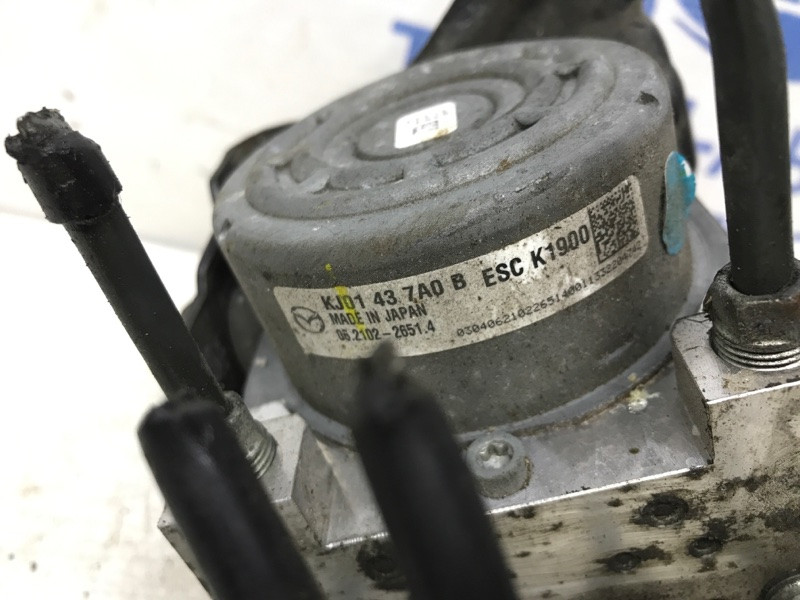 KJ01 43 7A0 B ESC K1900
MADE IN JAPAN
06.2102-2651.4